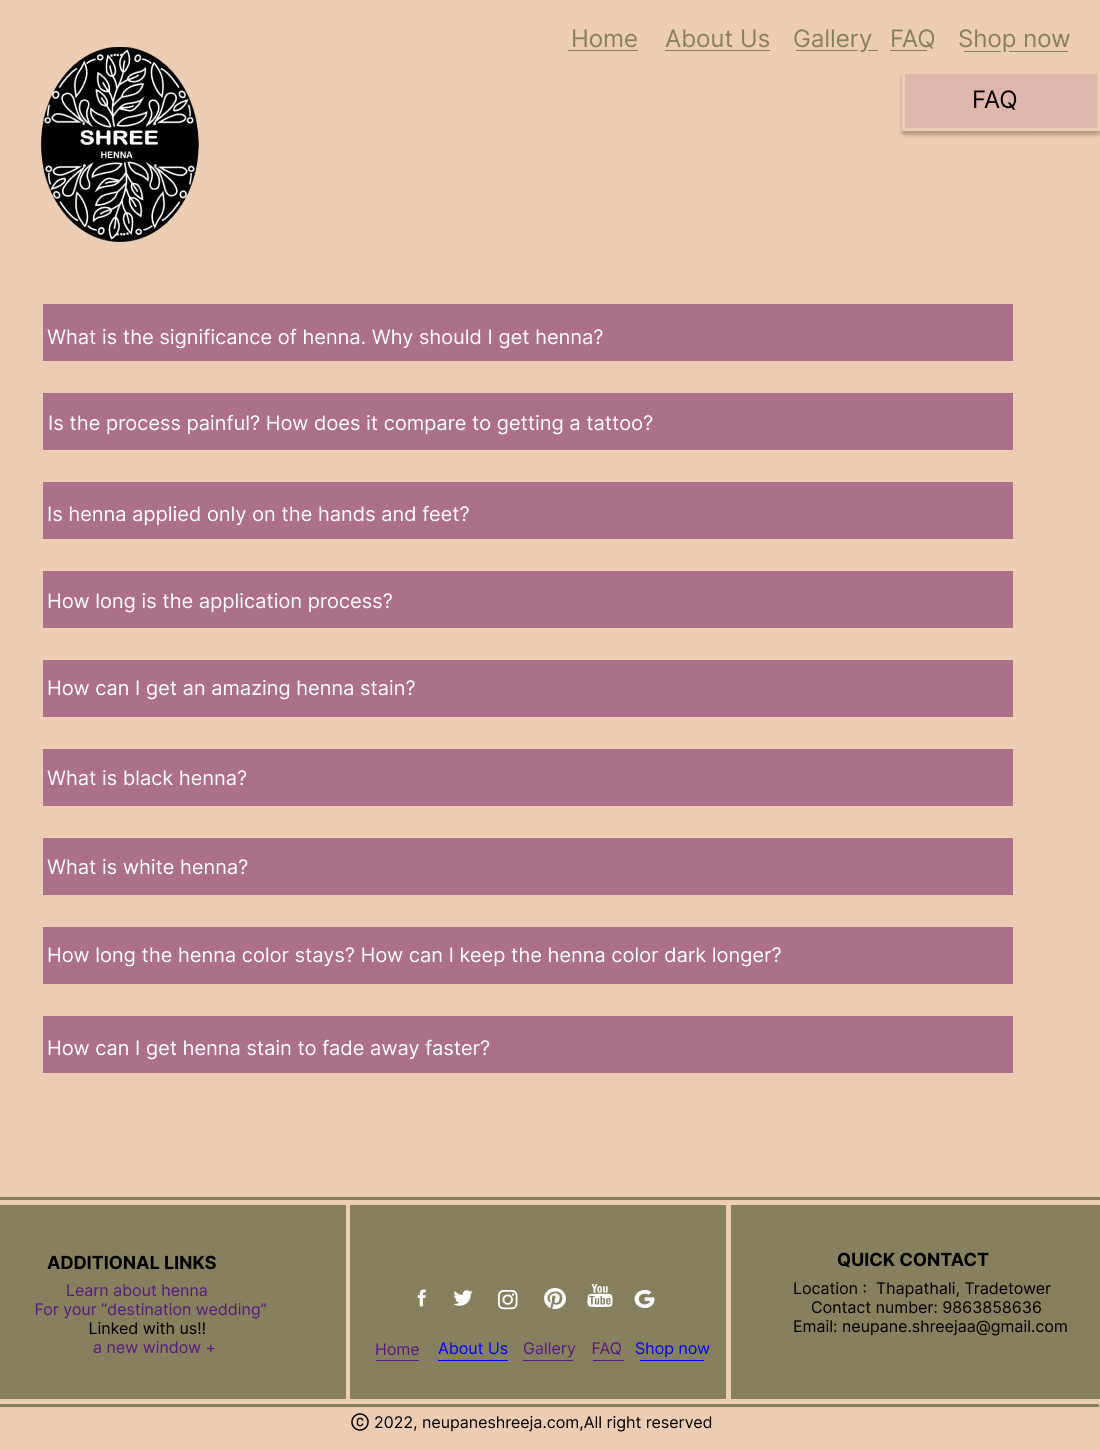 Home About Us Gallery FAQ Shop now
FAQ
SHREE
HENNA
What is the significance of henna. Why should I get henna?
Is the process painful? How does it compare to getting a tattoo?
Is henna applied only on the hands and feet?
How long is the application process?
How can I get an amazing henna stain?
What is black henna?
What is white henna?
How long the henna color stays? How can I keep the henna color dark longer?
How can I get henna stain to fade away faster?
ADDITIONAL LINKS
Learn about henna
For your “destination wedding”
Linked with us!!
a new window +
You
Tube
Home About Us Gallery FAQ Shop now
QUICK CONTACT
Location :  Thapathali, Tradetower
Contact number: 9863858636
Email: neupane.shreejaa@gmail.com
© 2022, neupaneshreeja.com,All right reserved